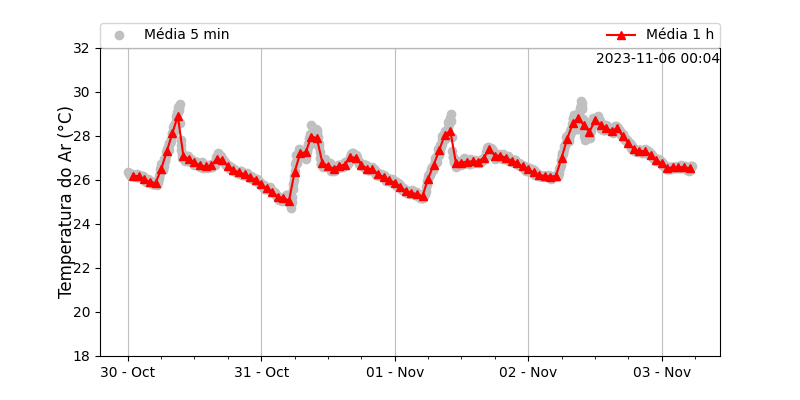 Média 5 min
Média 1 h
2023-11-06 00:04
Temperatura do Ar (°C)
32
30
28
26
24
22
20
18
30 - Oct
31 - Oct
01 - Nov
02 - Nov
03 - Nov